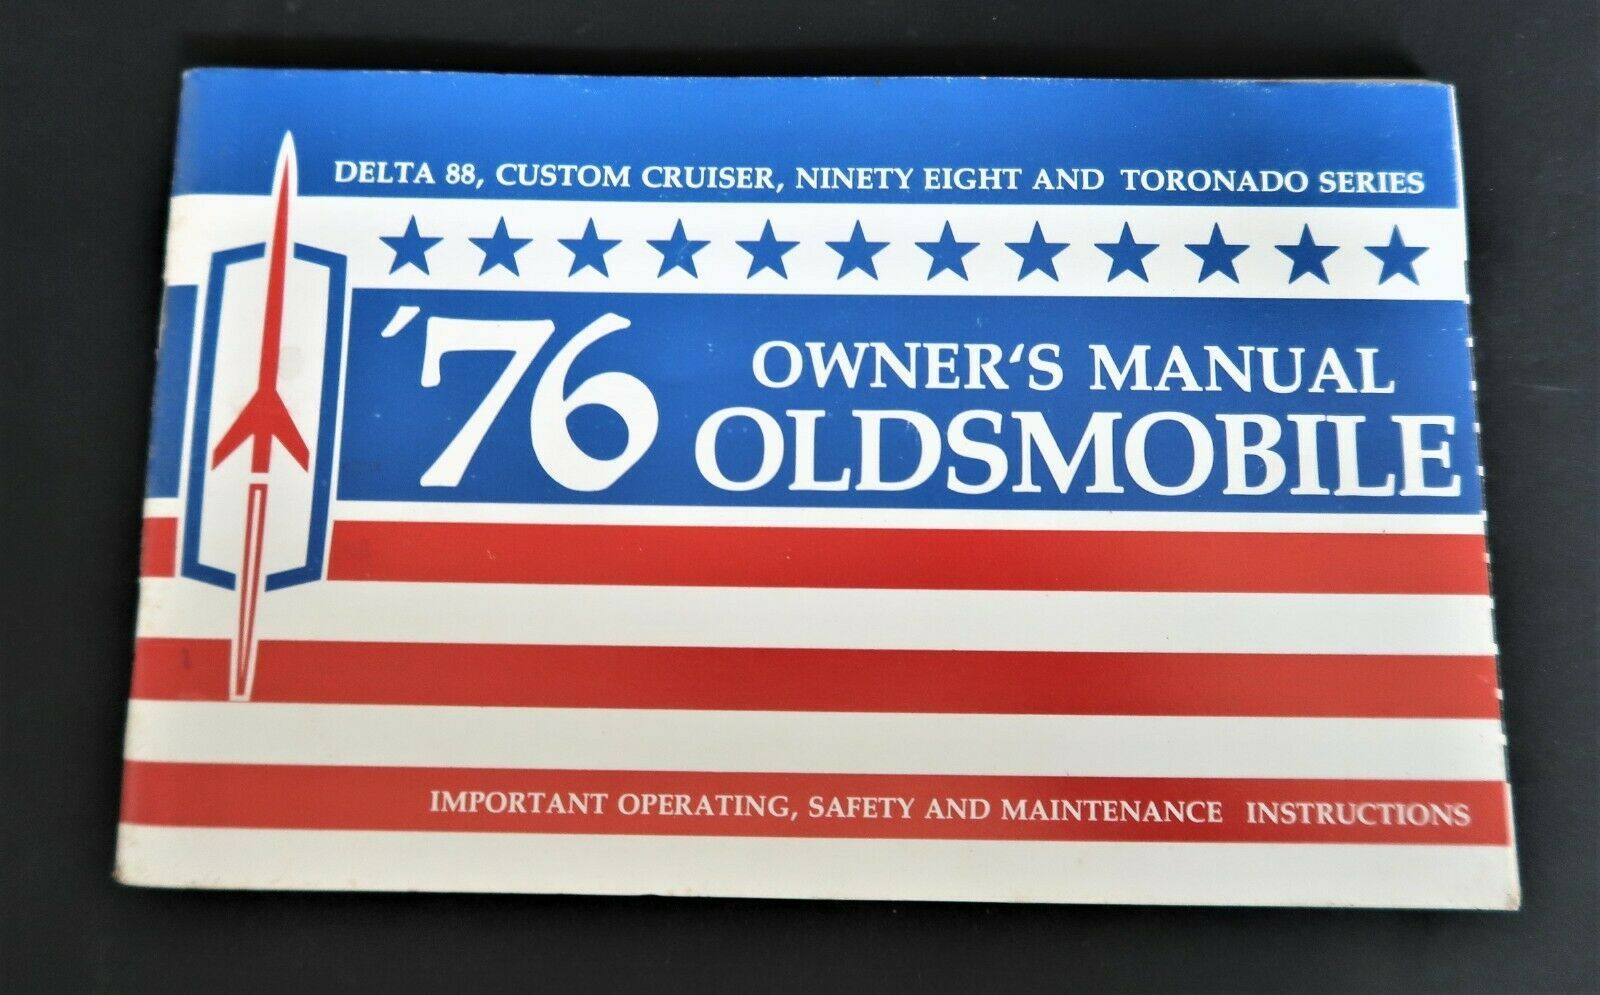 DELTA 88, CUSTOM CRUISER, NINETY EIGHT AND TORONADO SERIES
'76 OWNER'S MANUAL
OLDSMOBILE
IMPORTANT OPERATING, SAFETY AND MAINTENANCE INSTRUCTIONS